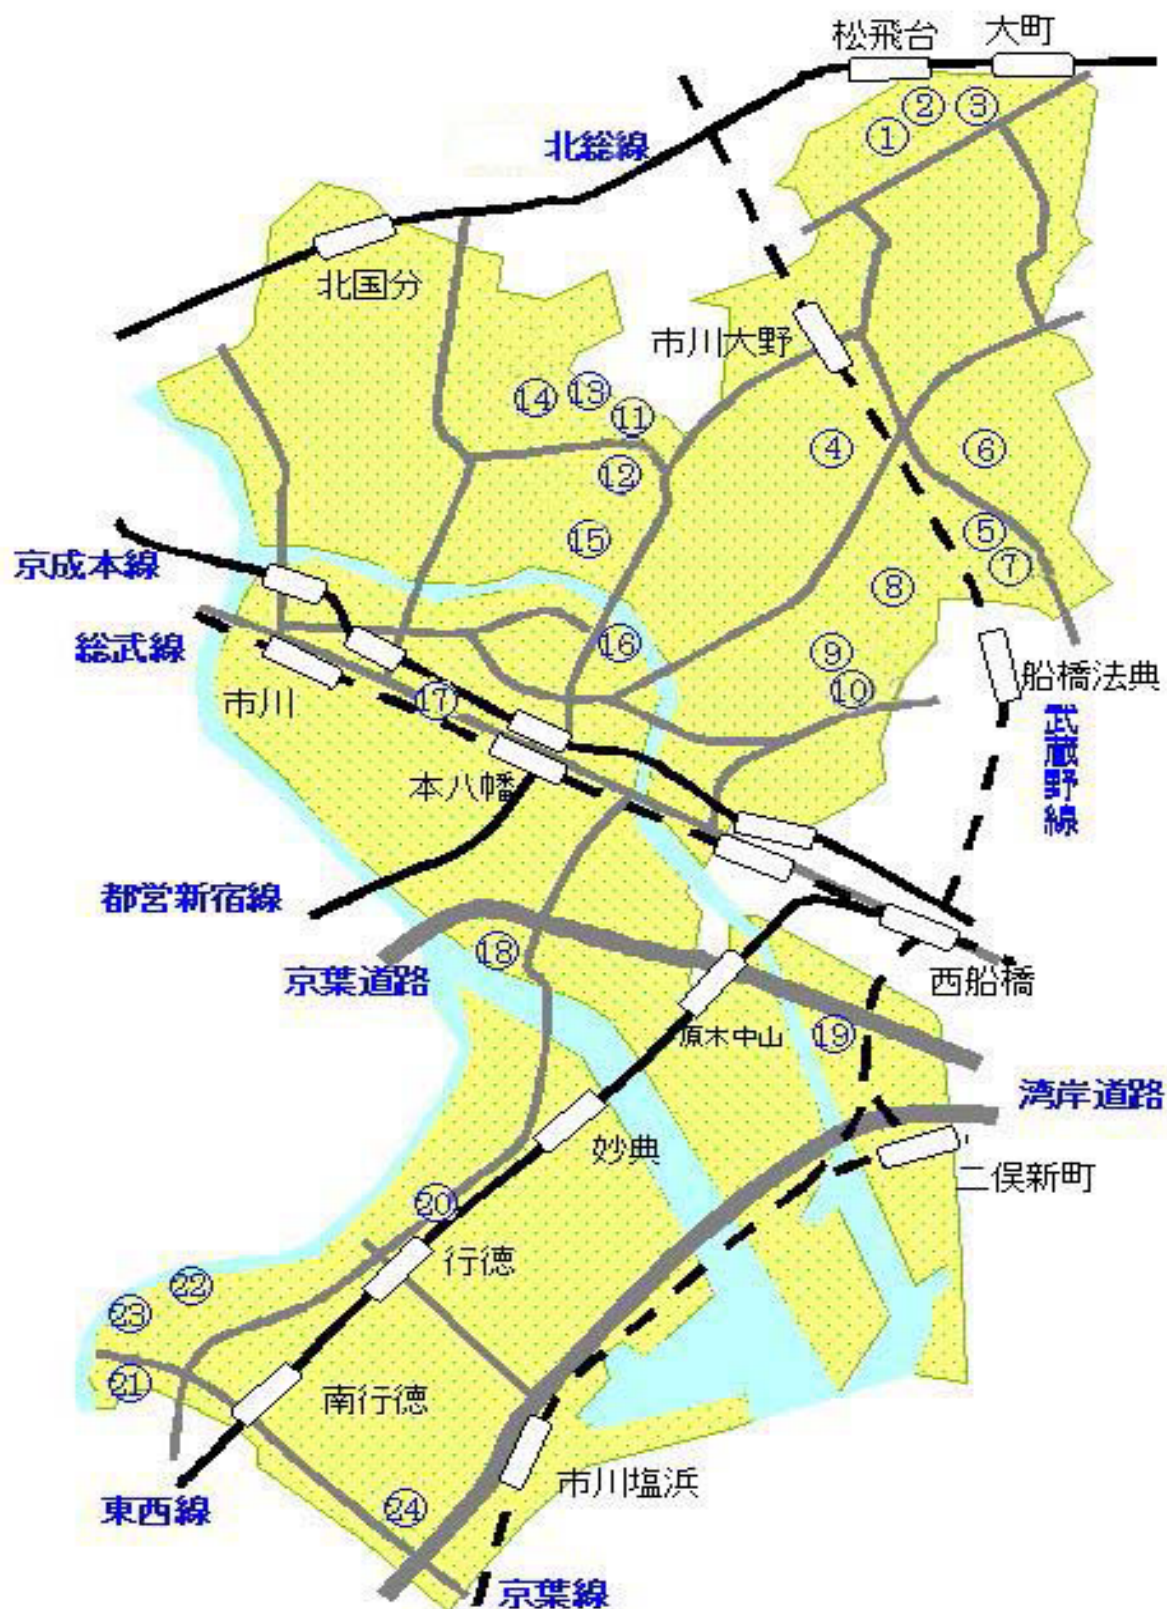 松飛台
大町
②
③
①
北総線
北国分
市川大野
⑬
⑭
⑪
④
⑥
⑫
⑤
⑮
京成本線
⑦
⑧
総武線
⑯
⑨
船橋法典
⑩
市川
⑰
武蔵野線
本八幡
都営新宿線
⑱
京葉道路
西船橋
⑲
原木中山
湾岸道路
妙典
二俣新町
⑳
行徳
㉒
㉓
㉑
南行徳
市川塩浜
東西線
㉔
京葉線